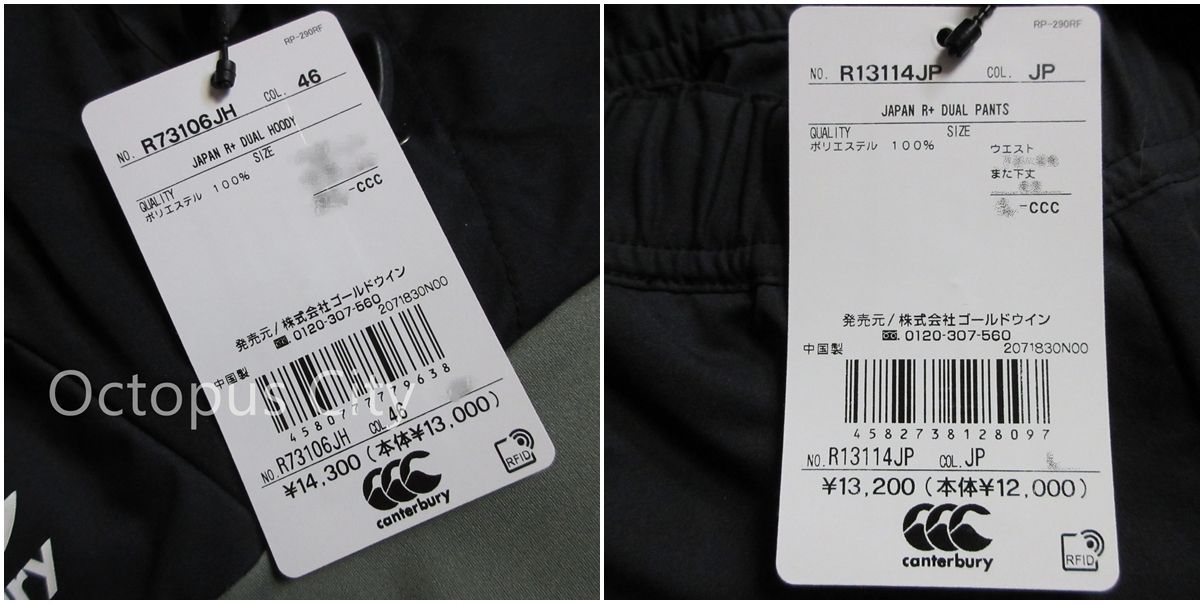 RP-290RF
NO. R73106JH COL. 46
JAPAN R+ DUAL HOODY
QUALITY SIZE
ポリエステル 100%
-CCC
発売元/株式会社ゴールドウイン
0120-307-560
中国製 2071830N00
NO.R73106JH COL.46
¥14,300(本体¥13,000)
canterbury
RFID
ry
Octopus City
RP-290RF
NO. R13114JP COL. JP
JAPAN R+ DUAL PANTS
QUALITY SIZE
ポリエステル 100%
ウエスト
また下丈
-CCC
発売元/株式会社ゴールドウイン
0120-307-560
中国製 2071830N00
4582738128097
NO.R13114JP COL.JP
¥13,200(本体¥12,000)
canterbury
RFID